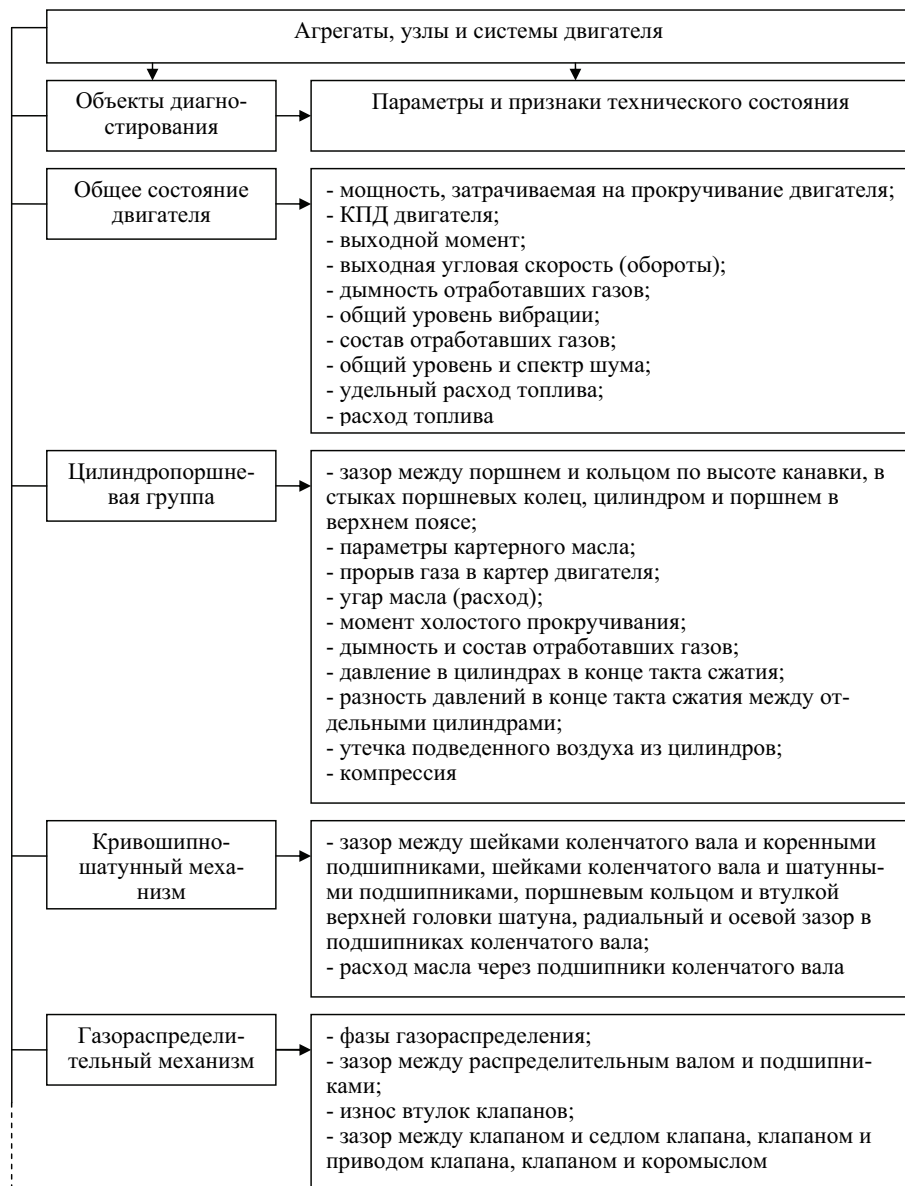 Агрегаты, узлы и системы двигателя
Объекты диагно-
стирования
Параметры и признаки технического состояния
Общее состояние
двигателя
- мощность, затрачиваемая на прокручивание двигателя;
- КПД двигателя;
- выходной момент;
- выходная угловая скорость (обороты);
- дымность отработавших газов;
- общий уровень вибрации;
- состав отработавших газов;
- общий уровень и спектр шума;
- удельный расход топлива;
- расход топлива
Цилиндропоршне-
вая группа
- зазор между поршнем и кольцом по высоте канавки, в
стыках поршневых колец, цилиндром и поршнем в
верхнем поясе;
- параметры картерного масла;
- прорыв газа в картер двигателя;
- угар масла (расход);
- момент холостого прокручивания;
- дымность и состав отработавших газов;
- давление в цилиндрах в конце такта сжатия;
- разность давлений в конце такта сжатия между от-
дельными цилиндрами;
- утечка подведенного воздуха из цилиндров;
- компрессия
Кривошипно-
шатунный меха-
низм
- зазор между шейками коленчатого вала и коренными
подшипниками, шейками коленчатого вала и шатунны-
ми подшипниками, поршневым кольцом и втулкой
верхней головки шатуна, радиальный и осевой зазор в
подшипниках коленчатого вала;
- расход масла через подшипники коленчатого вала
Газораспредели-
тельный механизм
- фазы газораспределения;
- зазор между распределительным валом и подшипни-
ками;
- износ втулок клапанов;
- зазор между клапаном и седлом клапана, клапаном и
приводом клапана, клапаном и коромыслом